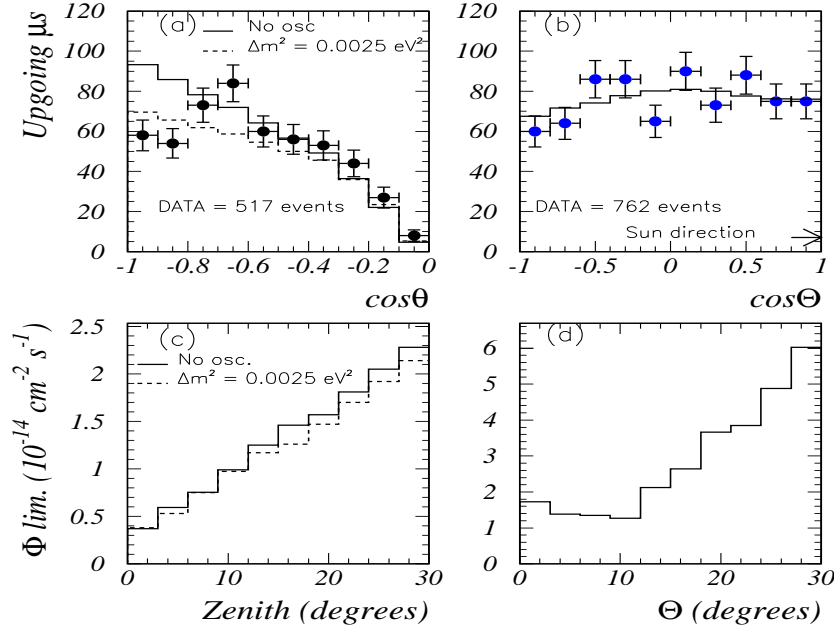 Upgoing μs
120
100
80
60
40
20
0
(a)
No osc
Δm² = 0.0025 eV²
DATA = 517 events
-1 -0.8 -0.6 -0.4 -0.2 0
cosθ
120
100
80
60
40
20
0
(b)
DATA = 762 events
Sun direction
-1 -0.5 0 0.5 1
cosΘ
Φ lim. (10⁻¹⁴ cm⁻² s⁻¹)
2.5
2
1.5
1
0.5
0
(c)
No osc.
Δm² = 0.0025 eV²
0 10 20 30
Zenith (degrees)
6
5
4
3
2
1
0
(d)
0 10 20 30
Θ (degrees)